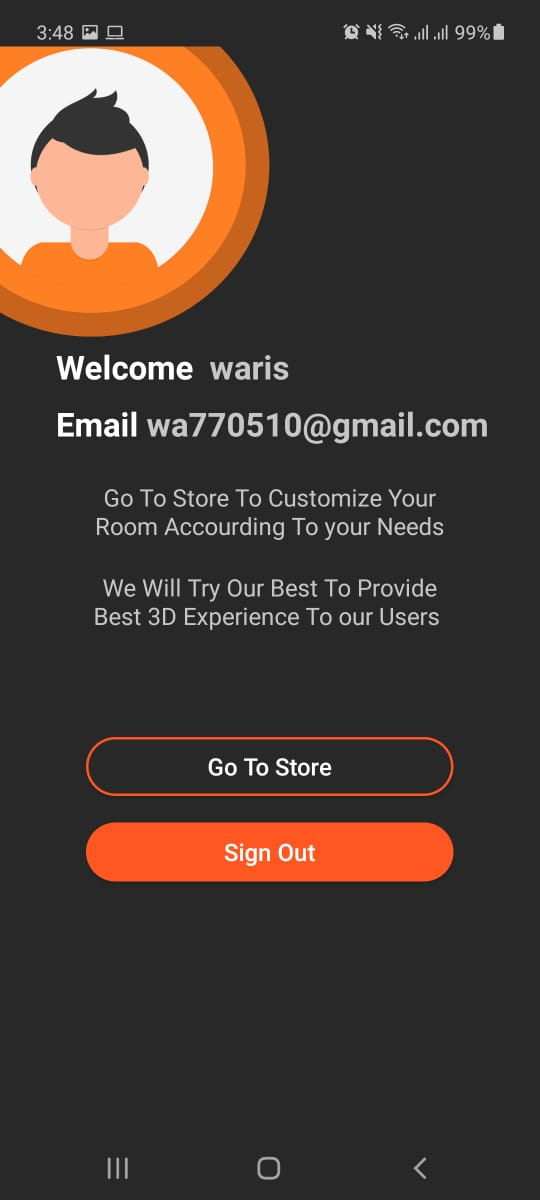 3:48 99%
Welcome waris
Email wa770510@gmail.com
Go To Store To Customize Your
Room Accourding To your Needs
We Will Try Our Best To Provide
Best 3D Experience To our Users
Go To Store
Sign Out